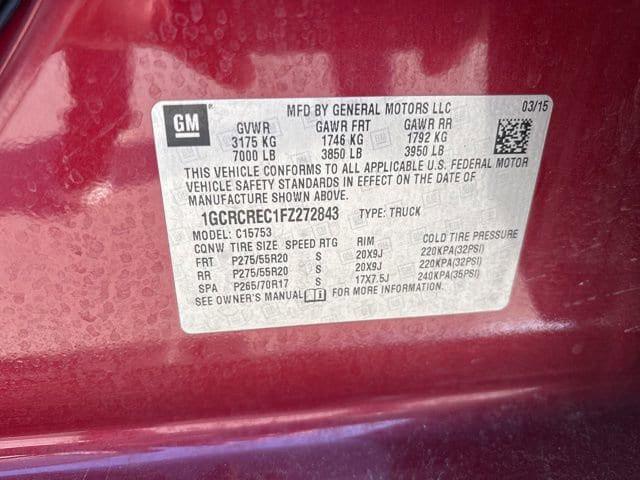 GM
MFD BY GENERAL MOTORS LLC 03/15
GVWR GAWR FRT GAWR RR
3175 KG 1746 KG 1792 KG
7000 LB 3850 LB 3950 LB
THIS VEHICLE CONFORMS TO ALL APPLICABLE U.S. FEDERAL MOTOR
VEHICLE SAFETY STANDARDS IN EFFECT ON THE DATE OF
MANUFACTURE SHOWN ABOVE.
1GCRCREC1FZ272843 TYPE: TRUCK
MODEL: C15753
CQNW TIRE SIZE SPEED RTG RIM COLD TIRE PRESSURE
FRT P275/55R20 S 20X9J 220KPA(32PSI)
RR P275/55R20 S 20X9J 220KPA(32PSI)
SPA P265/70R17 S 17X7.5J 240KPA(35PSI)
SEE OWNER'S MANUAL FOR MORE INFORMATION.